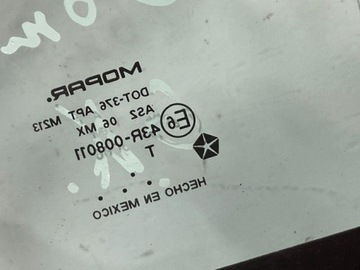 MOPAR.
DOT-376 APT M213
AS2 06 MX
E6 43R-008011
T
HECHO EN MEXICO